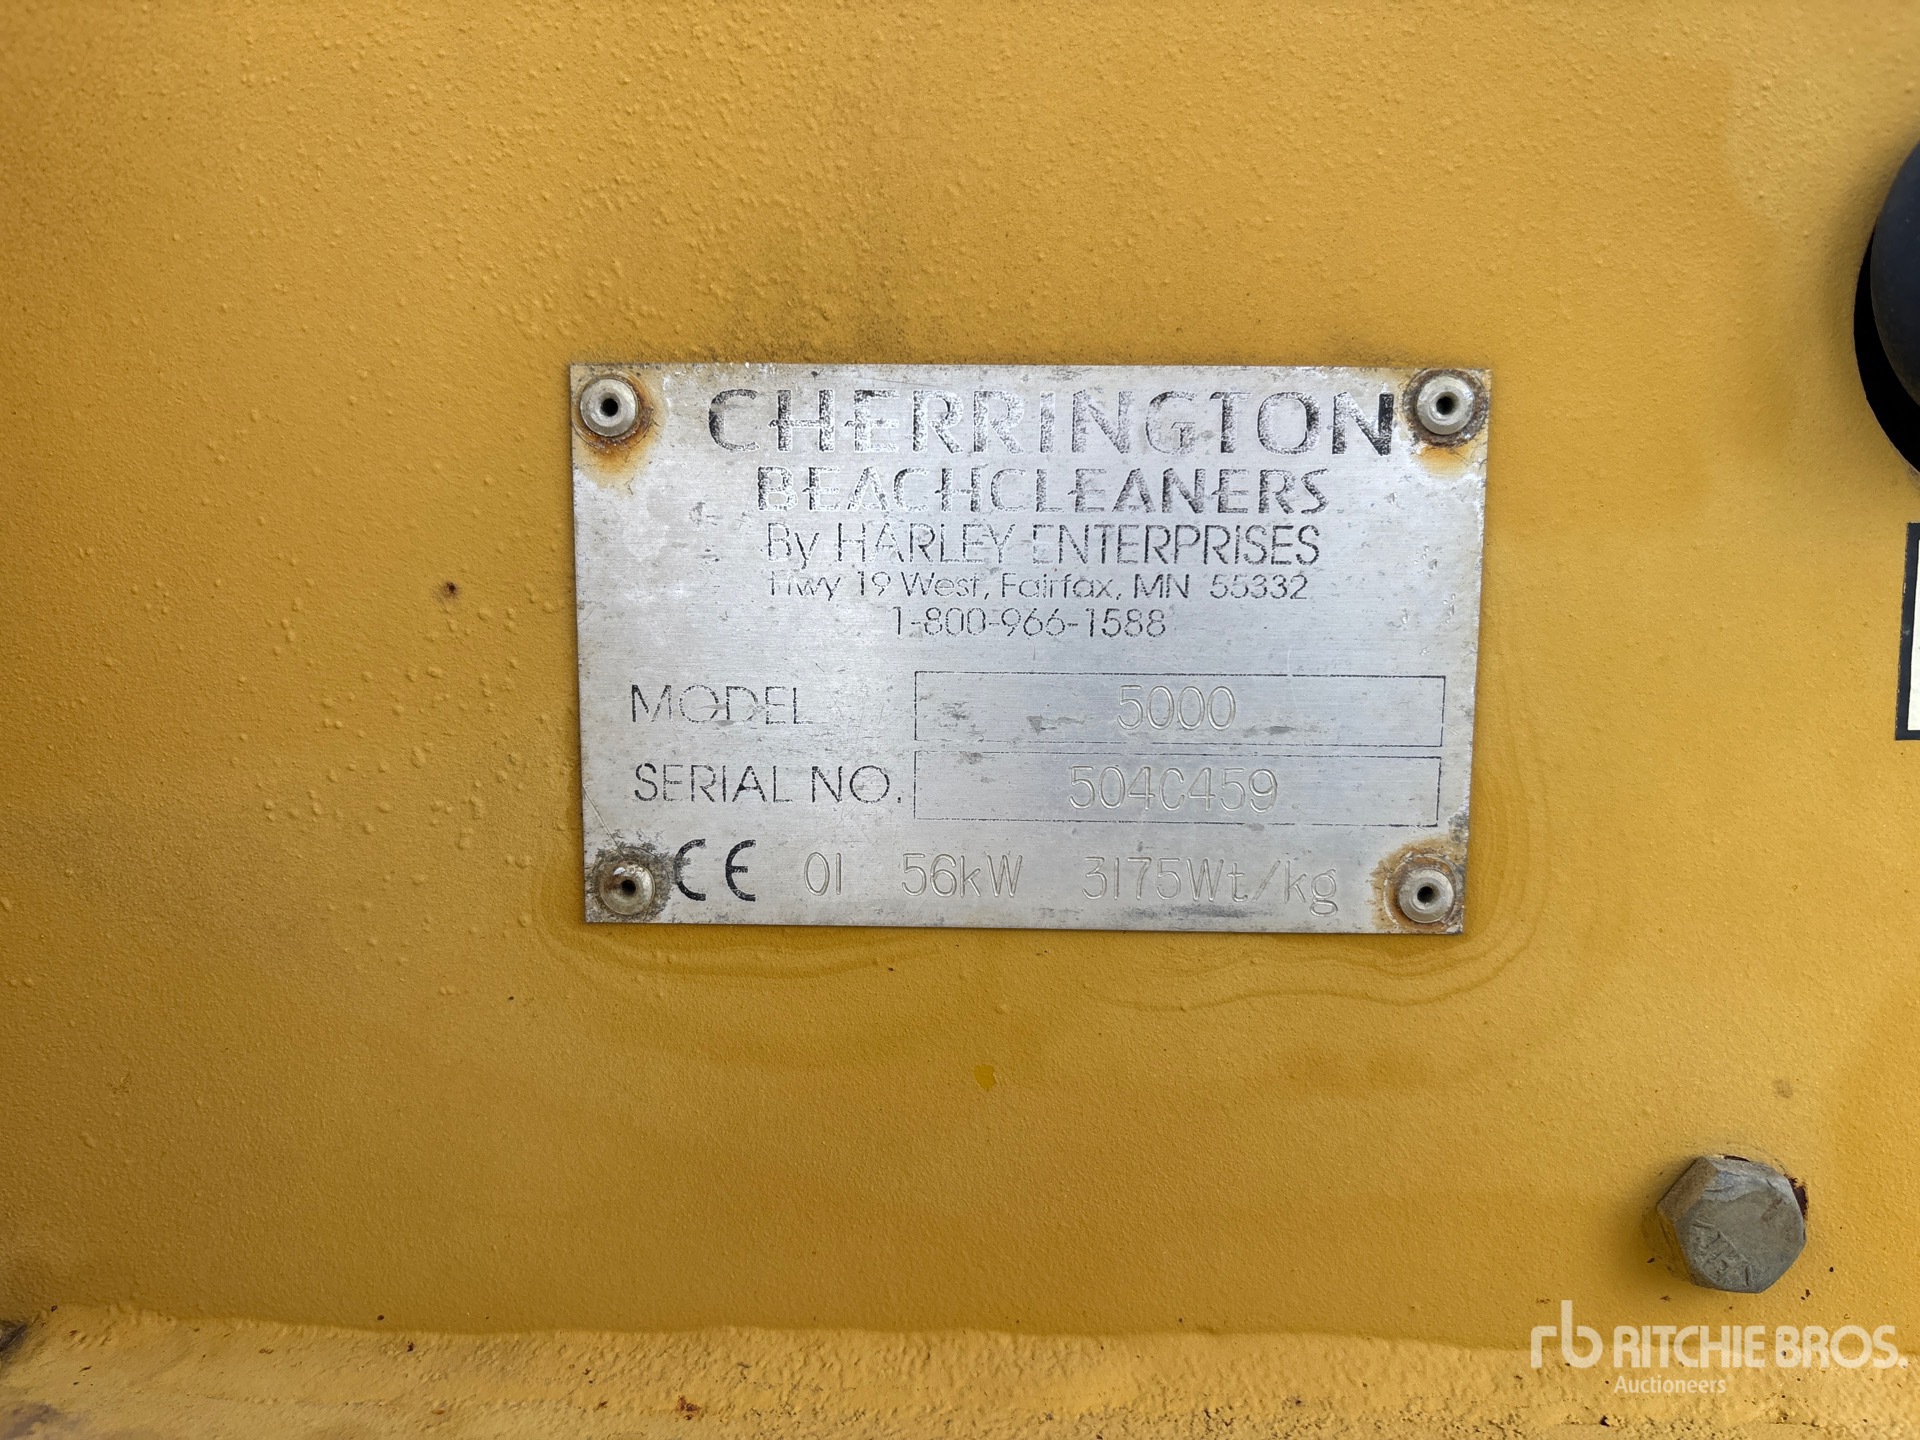 CHERRINGTON
BEACHCLEANERS
By HARLEY ENTERPRISES
Hwy 19 West, Fairfax, MN 55332
1-800-966-1588
MODEL 5000
SERIAL NO. 504C459
CE 01 56kW 3175Wt/kg
rb RITCHIE BROS.
Auctioneers